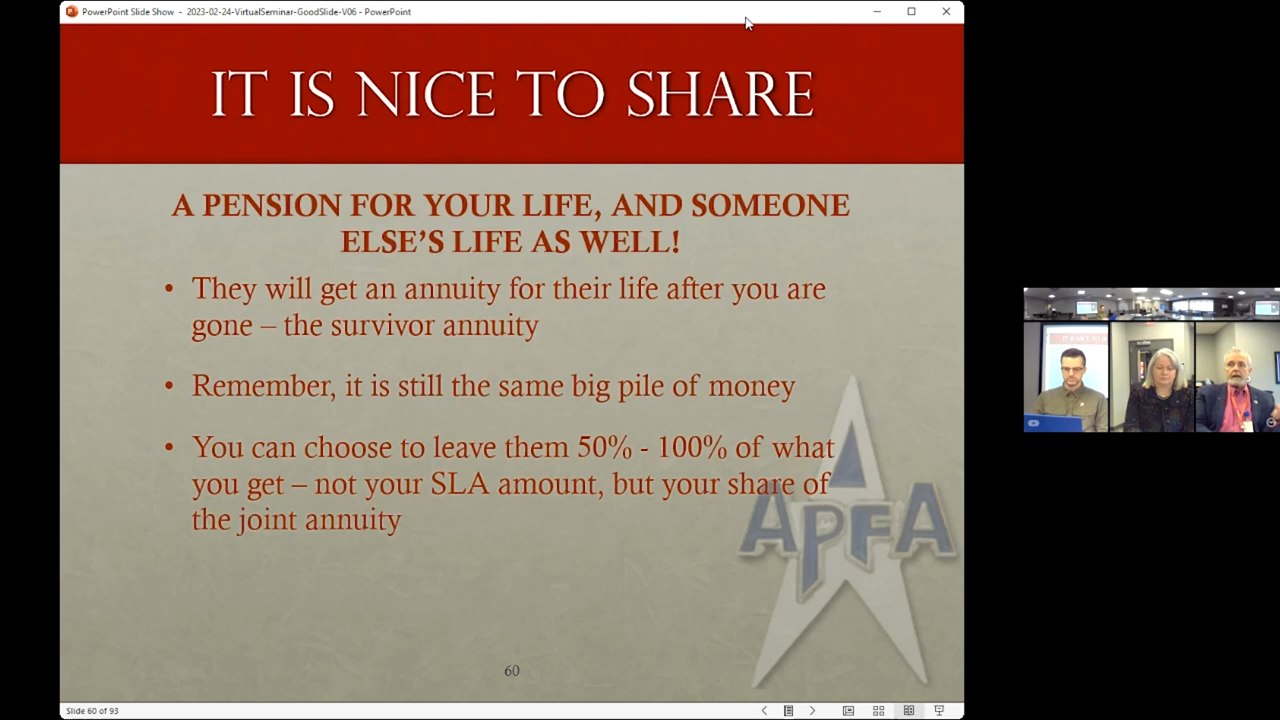 PowerPoint Slide Show - 2023-02-24-VirtualSeminar-GoodSlide-V06 - PowerPoint
IT IS NICE TO SHARE
A PENSION FOR YOUR LIFE, AND SOMEONE
ELSE'S LIFE AS WELL!
• They will get an annuity for their life after you are
gone – the survivor annuity
• Remember, it is still the same big pile of money
• You can choose to leave them 50% - 100% of what
you get – not your SLA amount, but your share of
the joint annuity
APFA
60
Slide 60 of 93
IT IS NICE TO